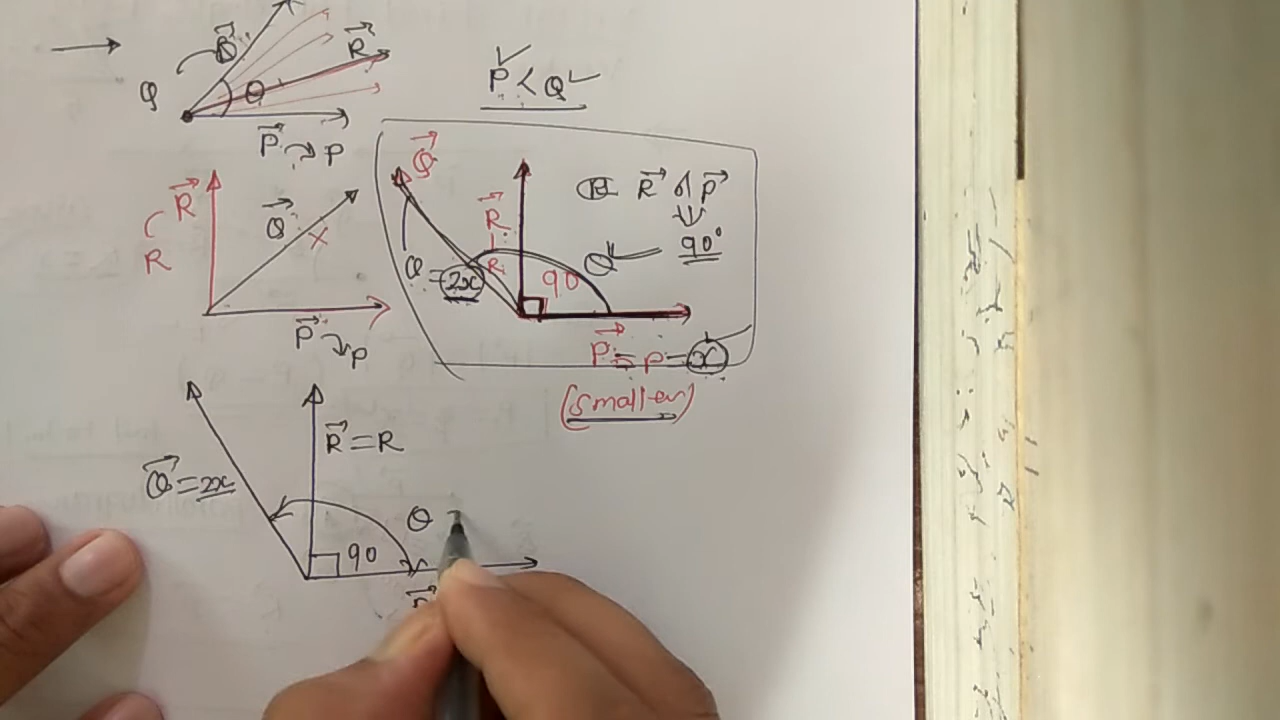 Q θ R⃗
P⃗ P
P < Q
R⃗ Q⃗
R
P⃗ P
Q⃗
R⃗ R⃗ P⃗
R 90°
Q = 2x 90 θ
P⃗ = P = x
(smaller)
R⃗ = R
Q⃗ = 2x
θ
90